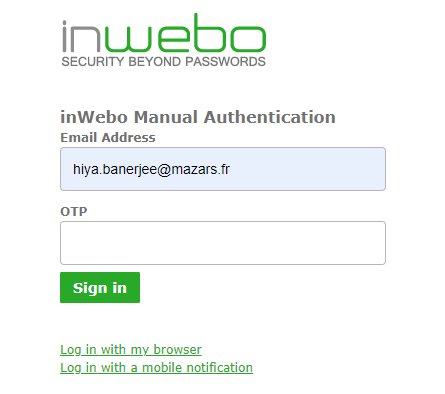 inwebo
SECURITY BEYOND PASSWORDS
inWebo Manual Authentication
Email Address
hiya.banerjee@mazars.fr
OTP
Sign in
Log in with my browser
Log in with a mobile notification